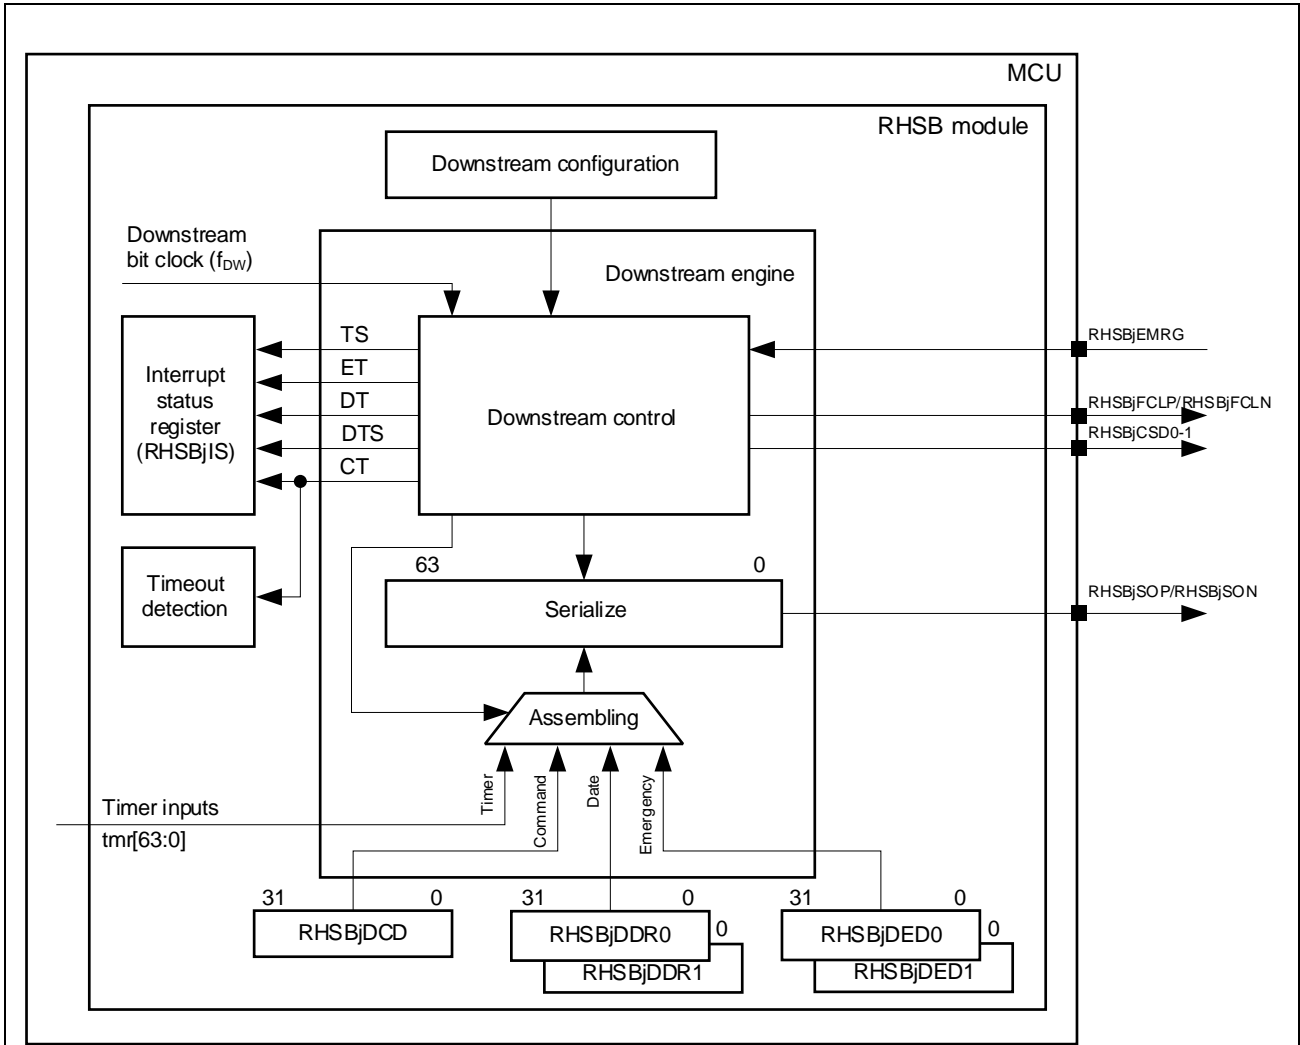 MCU
RHSB module
Downstream configuration
Downstream
bit clock (fDW)
Downstream engine
TS
ET
DT
DTS
CT
Interrupt
status
register
(RHSBjIS)
Downstream control
RHSBjEMRG
RHSBjFCLP/RHSBjFCLN
RHSBjCSD0-1
Timeout
detection
63
0
Serialize
RHSBjSOP/RHSBjSON
Assembling
Timer
Command
Date
Emergency
Timer inputs
tmr[63:0]
31
0
RHSBjDCD
31
0
RHSBjDDR0
0
RHSBjDDR1
31
0
RHSBjDED0
0
RHSBjDED1